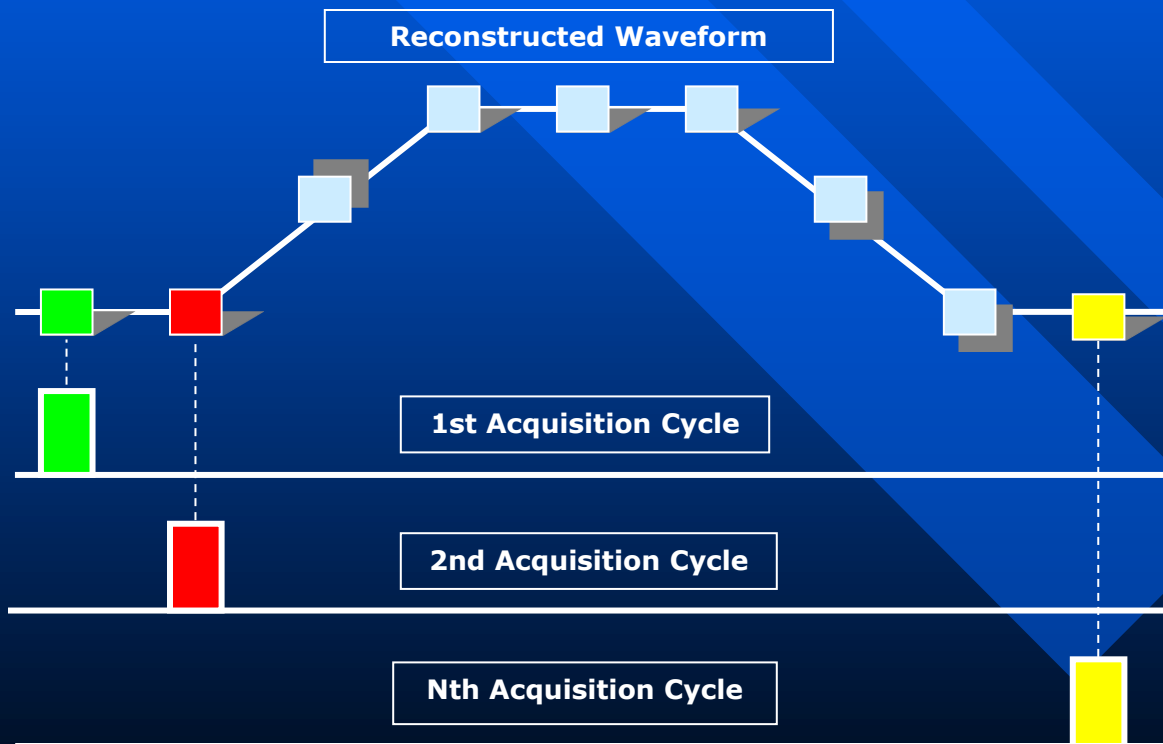 Reconstructed Waveform
1st Acquisition Cycle
2nd Acquisition Cycle
Nth Acquisition Cycle